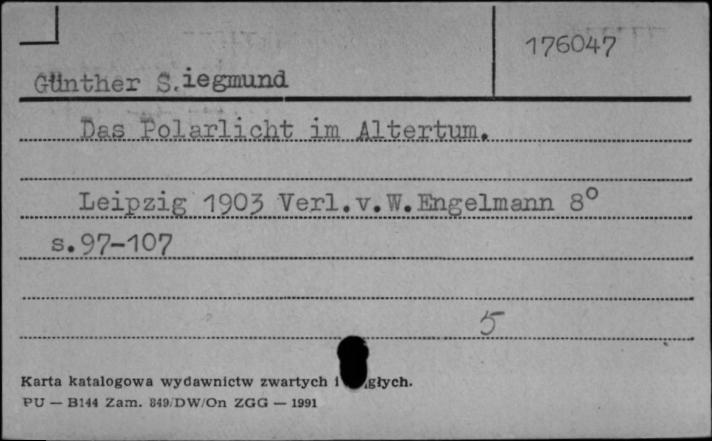 176047
Günther S.iegmund
Das Polarlicht im Altertum.
Leipzig 1903 Verl.v.W.Engelmann 8°
s.97-107
5
Karta katalogowa wydawnictw zwartych i
PU — B144 Zam. 849/DW/On ZGG — 1991